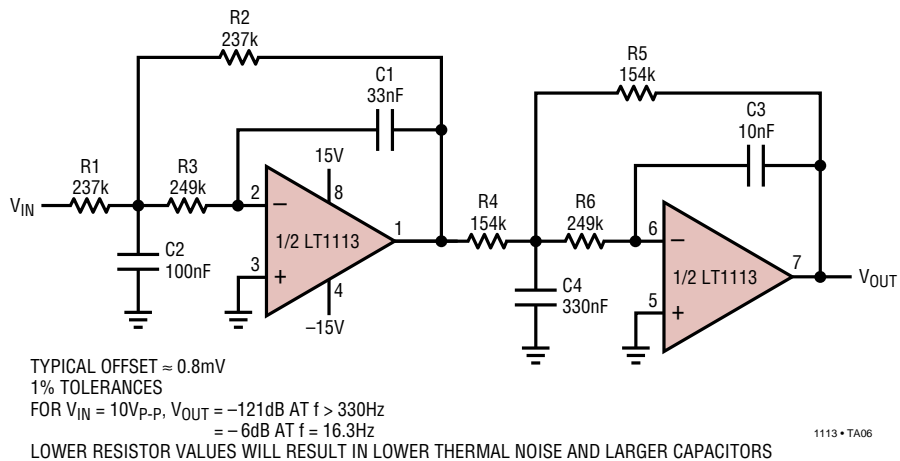 R2
237k
C1
33nF
R5
154k
C3
10nF
R1
237k
R3
249k
15V
V_IN
2
8
–
1/2 LT1113
1
R4
154k
R6
249k
6
–
C2
100nF
3
+
4
–15V
1/2 LT1113
7
V_OUT
C4
330nF
5
+
TYPICAL OFFSET ≈ 0.8mV
1% TOLERANCES
FOR V_IN = 10V_P-P, V_OUT = –121dB AT f > 330Hz
= –6dB AT f = 16.3Hz
1113 • TA06
LOWER RESISTOR VALUES WILL RESULT IN LOWER THERMAL NOISE AND LARGER CAPACITORS